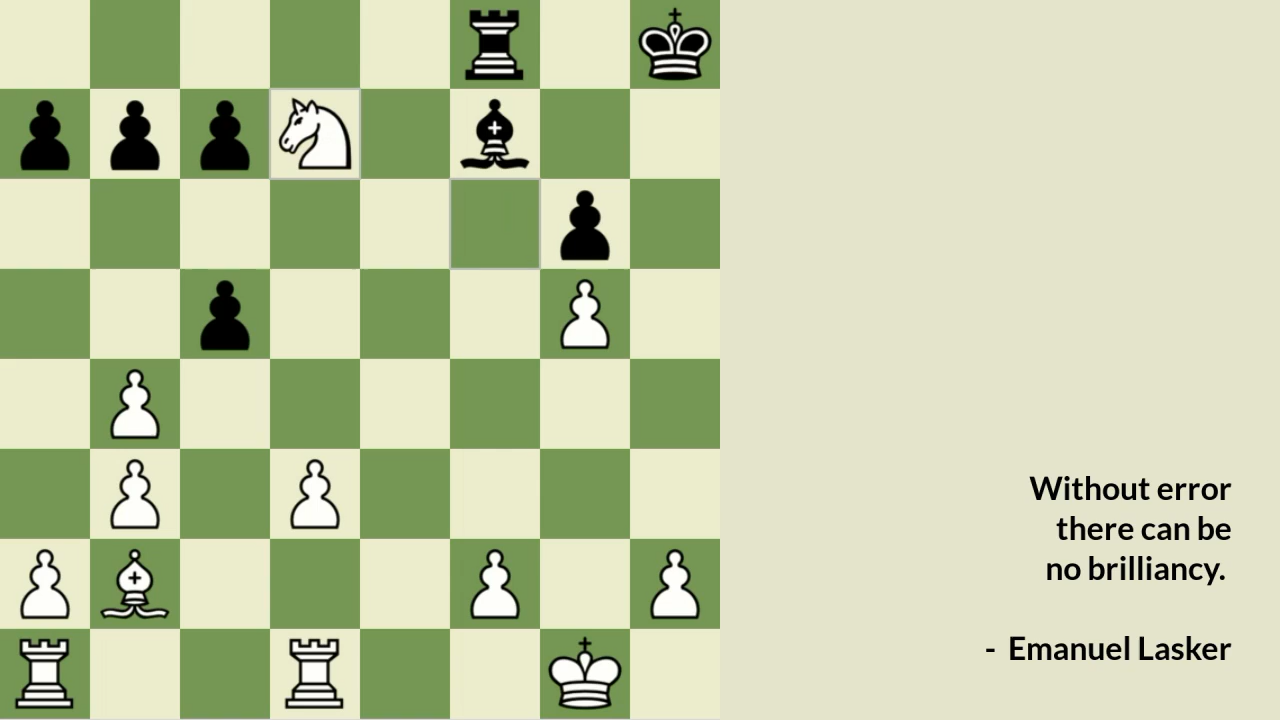 Without error
there can be
no brilliancy.
- Emanuel Lasker